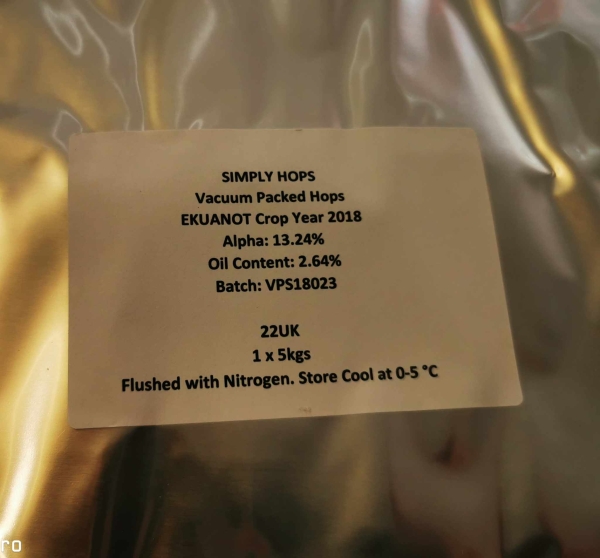 SIMPLY HOPS
Vacuum Packed Hops
EKUANOT Crop Year 2018
Alpha: 13.24%
Oil Content: 2.64%
Batch: VPS18023
22UK
1 x 5kgs
Flushed with Nitrogen. Store Cool at 0-5 °C
ro